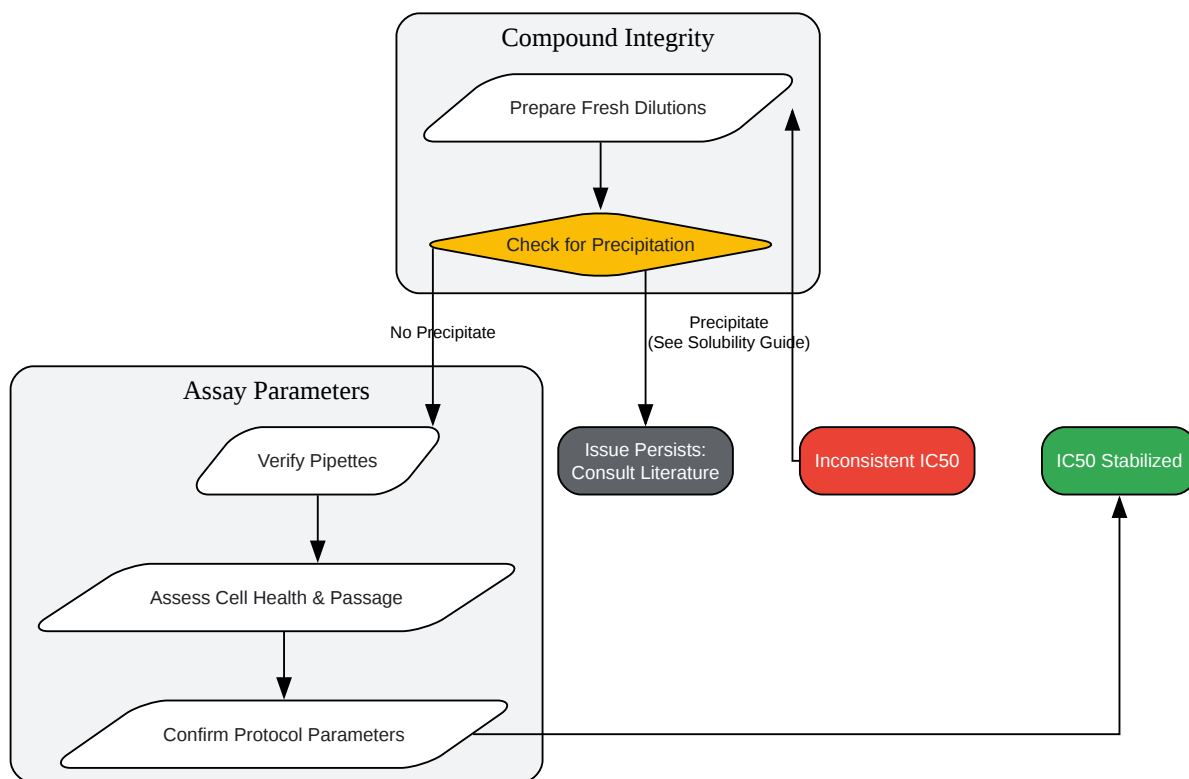 Compound Integrity
Prepare Fresh Dilutions
Check for Precipitation
No Precipitate
Precipitate
(See Solubility Guide)
Assay Parameters
Verify Pipettes
Issue Persists:
Consult Literature
Inconsistent IC50
IC50 Stabilized
Assess Cell Health & Passage
Confirm Protocol Parameters